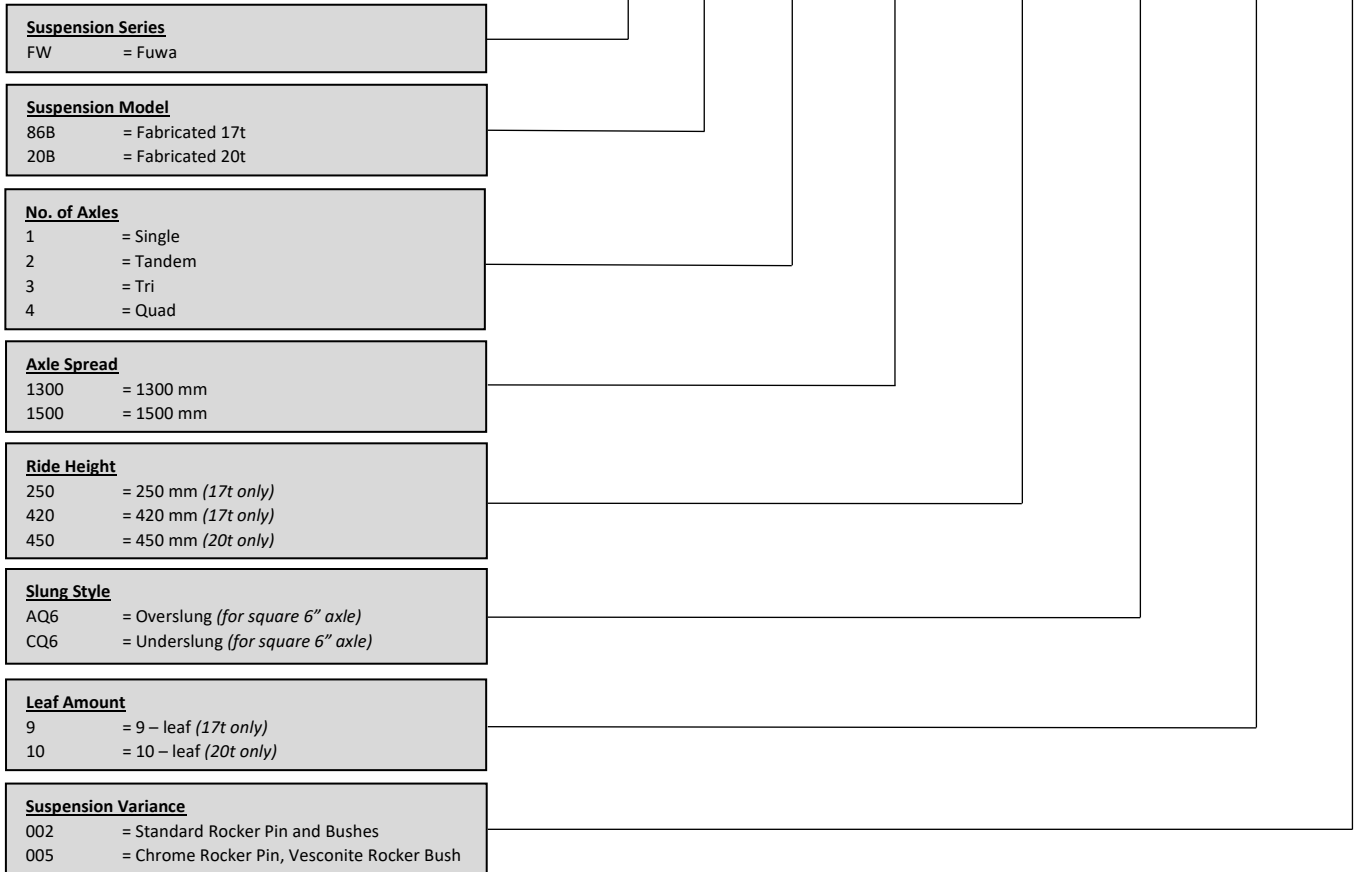 Suspension Series
FW = Fuwa
Suspension Model
86B = Fabricated 17t
20B = Fabricated 20t
No. of Axles
1 = Single
2 = Tandem
3 = Tri
4 = Quad
Axle Spread
1300 = 1300 mm
1500 = 1500 mm
Ride Height
250 = 250 mm (17t only)
420 = 420 mm (17t only)
450 = 450 mm (20t only)
Slung Style
AQ6 = Overslung (for square 6” axle)
CQ6 = Underslung (for square 6” axle)
Leaf Amount
9 = 9 – leaf (17t only)
10 = 10 – leaf (20t only)
Suspension Variance
002 = Standard Rocker Pin and Bushes
005 = Chrome Rocker Pin, Vesconite Rocker Bush